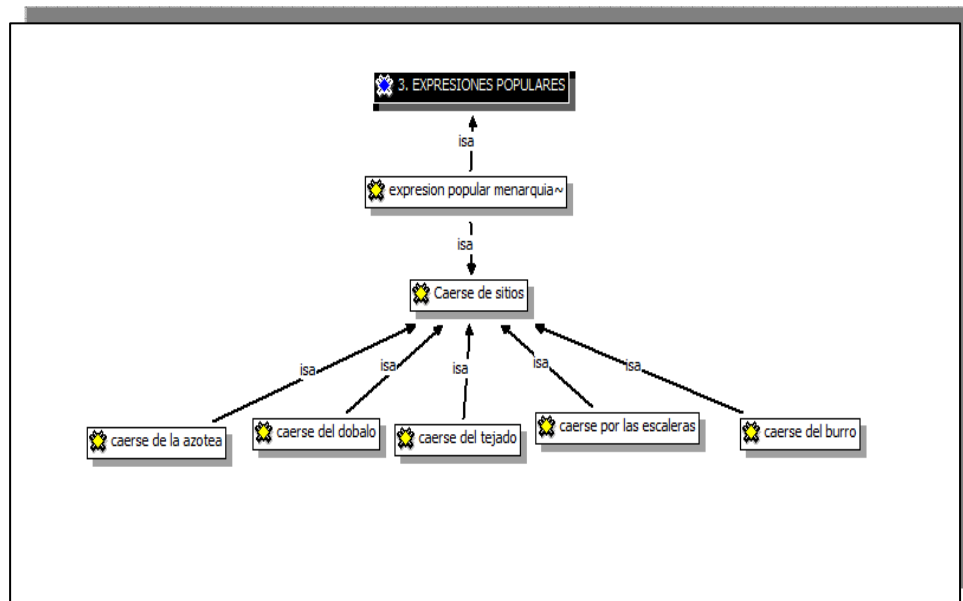 3. EXPRESIONES POPULARES
isa
expresion popular menarquia~
isa
Caerse de sitios
isa
isa
isa
isa
isa
caerse de la azotea
caerse del dobalo
caerse del tejado
caerse por las escaleras
caerse del burro